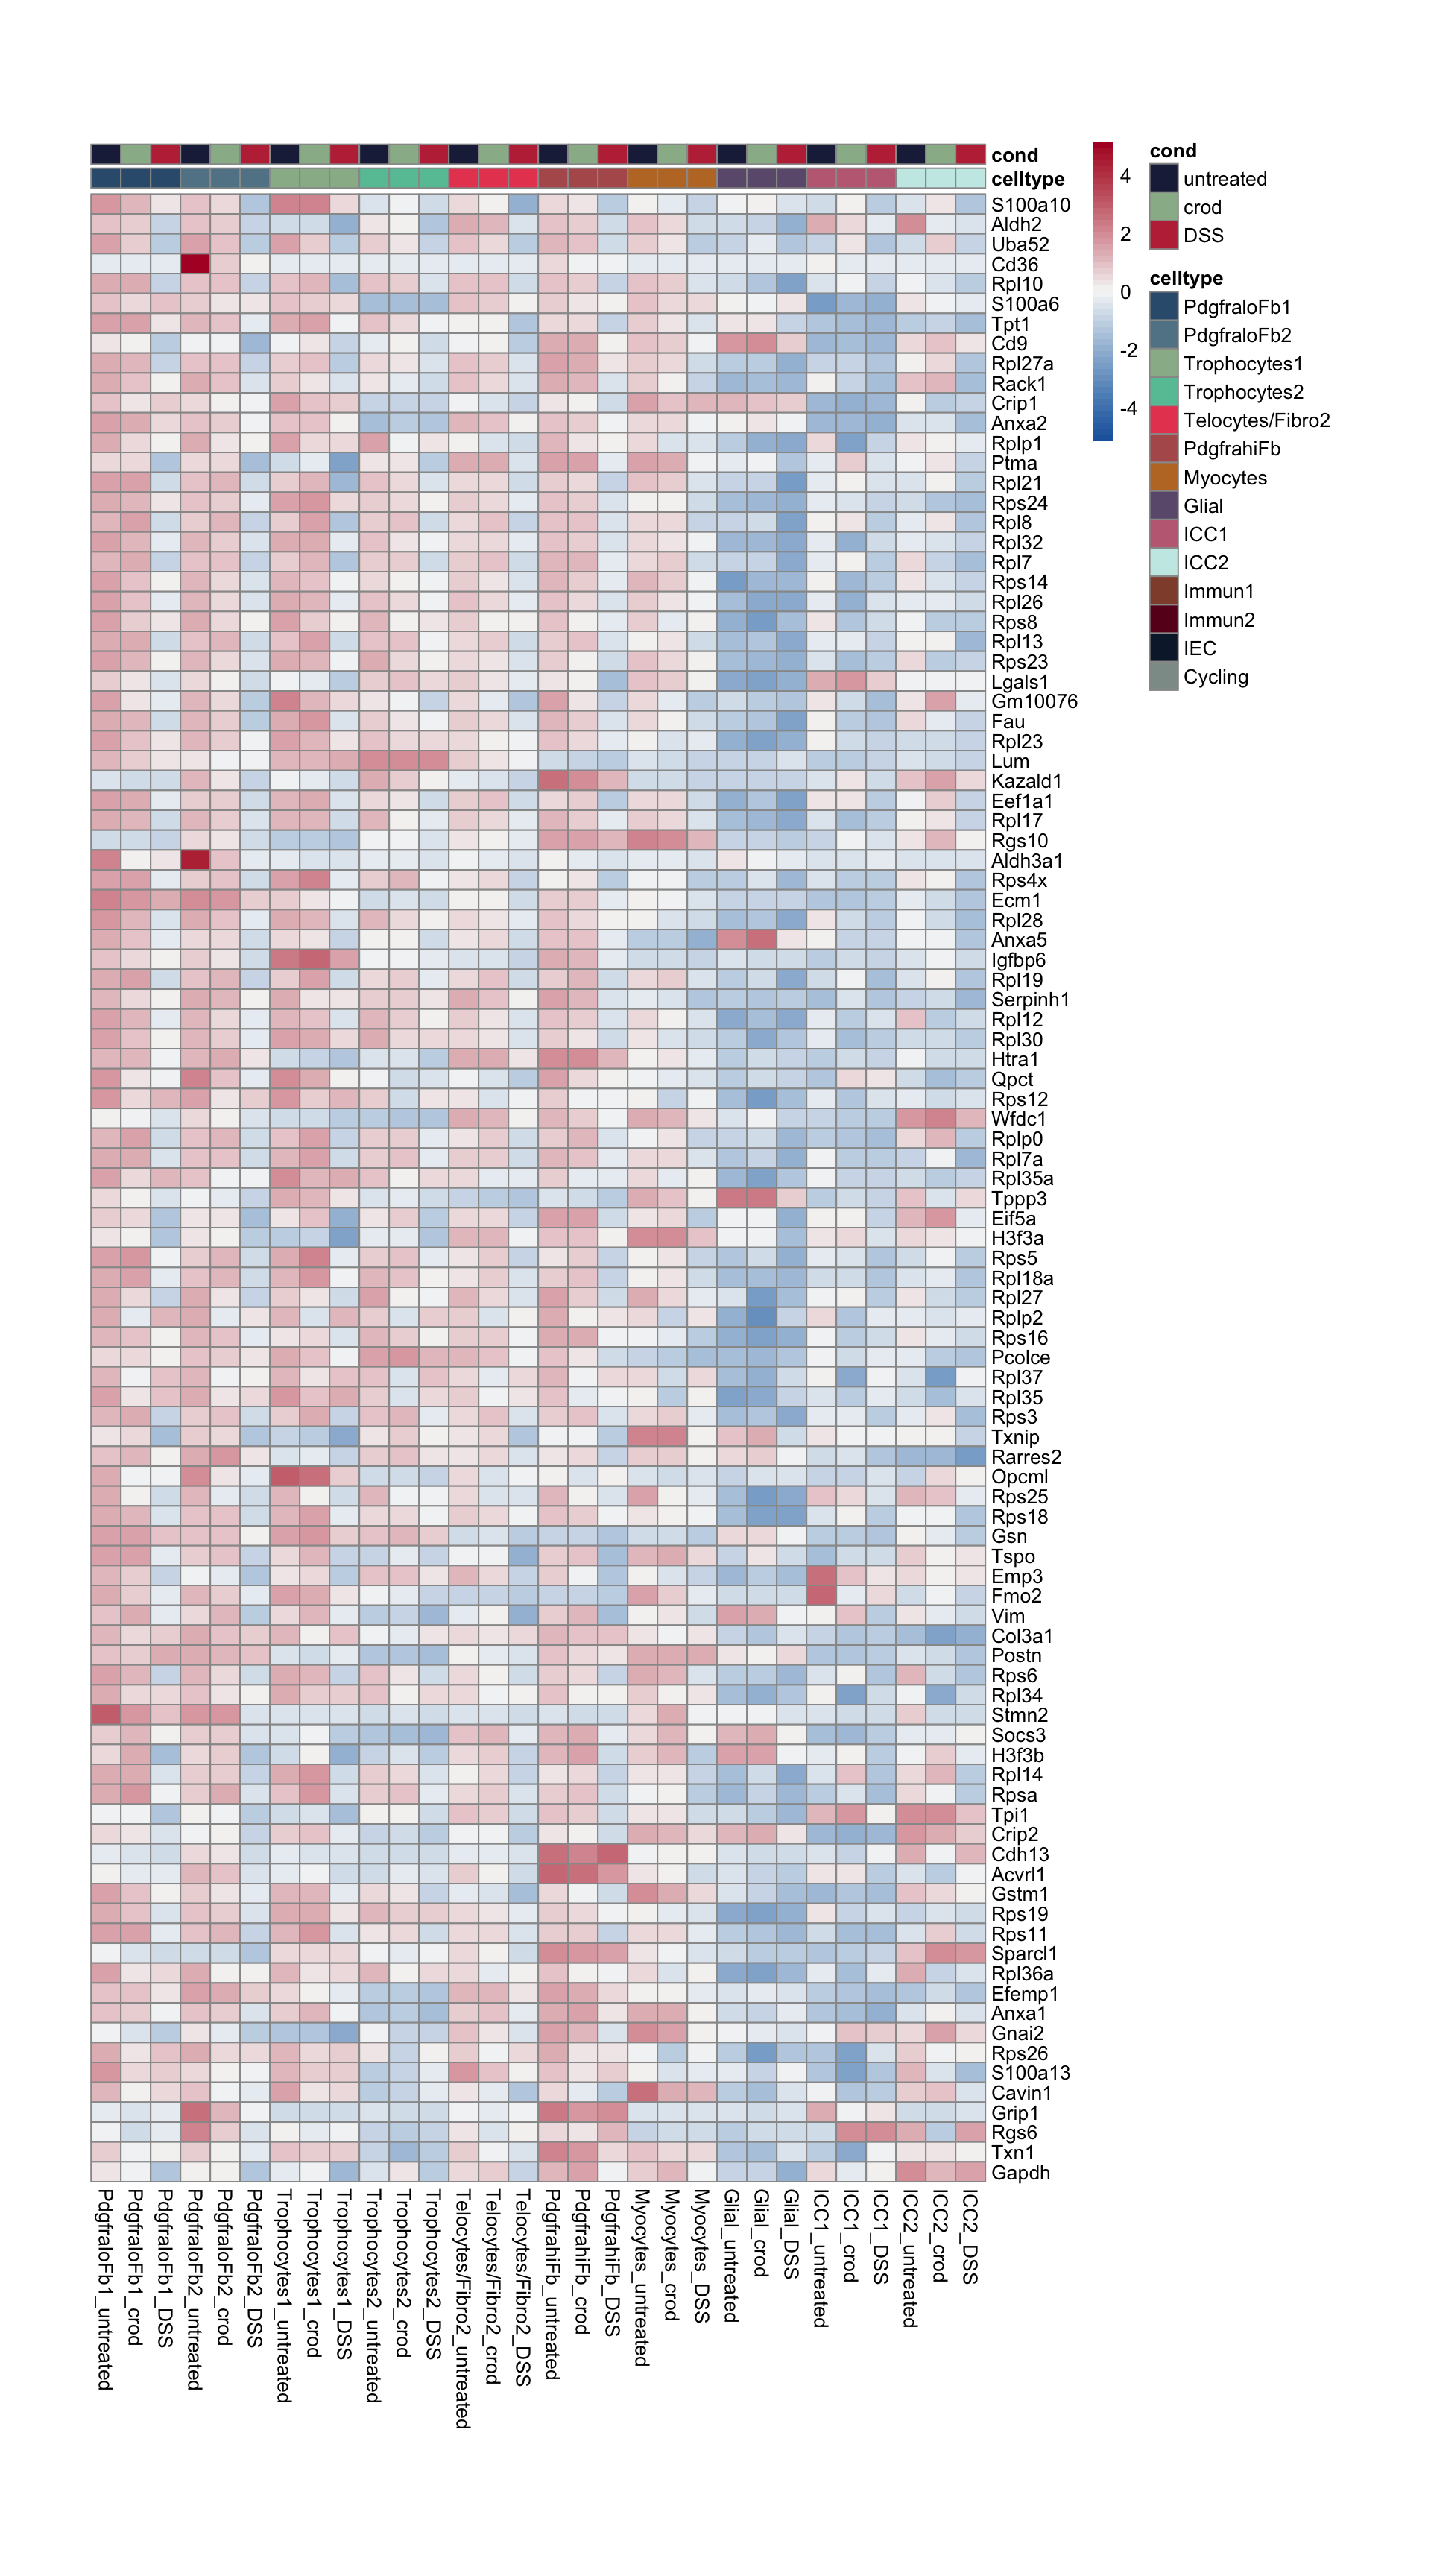 cond
celltype
S100a10
Aldh2
Uba52
Cd36
Rpl10
S100a6
Tpt1
Cd9
Rpl27a
Rack1
Crip1
Anxa2
Rplp1
Ptma
Rpl21
Rps24
Rpl8
Rpl32
Rpl7
Rps14
Rpl26
Rps8
Rpl13
Rps23
Lgals1
Gm10076
Fau
Rpl23
Lum
Kazald1
Eef1a1
Rpl17
Rgs10
Aldh3a1
Rps4x
Ecm1
Rpl28
Anxa5
Igfbp6
Rpl19
Serpinh1
Rpl12
Rpl30
Htra1
Qpct
Rps12
Wfdc1
Rplp0
Rpl7a
Rpl35a
Tppp3
Eif5a
H3f3a
Rps5
Rpl18a
Rpl27
Rplp2
Rps16
Pcolce
Rpl37
Rpl35
Rps3
Txnip
Rarres2
Opcml
Rps25
Rps18
Gsn
Tspo
Emp3
Fmo2
Vim
Col3a1
Postn
Rps6
Rpl34
Stmn2
Socs3
H3f3b
Rpl14
Rpsa
Tpi1
Crip2
Cdh13
Acvrl1
Gstm1
Rps19
Rps11
Sparcl1
Rpl36a
Efemp1
Anxa1
Gnai2
Rps26
S100a13
Cavin1
Grip1
Rgs6
Txn1
Gapdh
PdgfraloFb1_untreated
PdgfraloFb1_crod
PdgfraloFb1_DSS
PdgfraloFb2_untreated
PdgfraloFb2_crod
PdgfraloFb2_DSS
Trophocytes1_untreated
Trophocytes1_crod
Trophocytes1_DSS
Trophocytes2_untreated
Trophocytes2_crod
Trophocytes2_DSS
Telocytes/Fibro2_untreated
Telocytes/Fibro2_crod
Telocytes/Fibro2_DSS
PdgfrahiFb_untreated
PdgfrahiFb_crod
PdgfrahiFb_DSS
Myocytes_untreated
Myocytes_crod
Myocytes_DSS
Glial_untreated
Glial_crod
Glial_DSS
ICC1_untreated
ICC1_crod
ICC1_DSS
ICC2_untreated
ICC2_crod
ICC2_DSS
4
2
0
-2
-4
cond
untreated
crod
DSS
celltype
PdgfraloFb1
PdgfraloFb2
Trophocytes1
Trophocytes2
Telocytes/Fibro2
PdgfrahiFb
Myocytes
Glial
ICC1
ICC2
Immun1
Immun2
IEC
Cycling